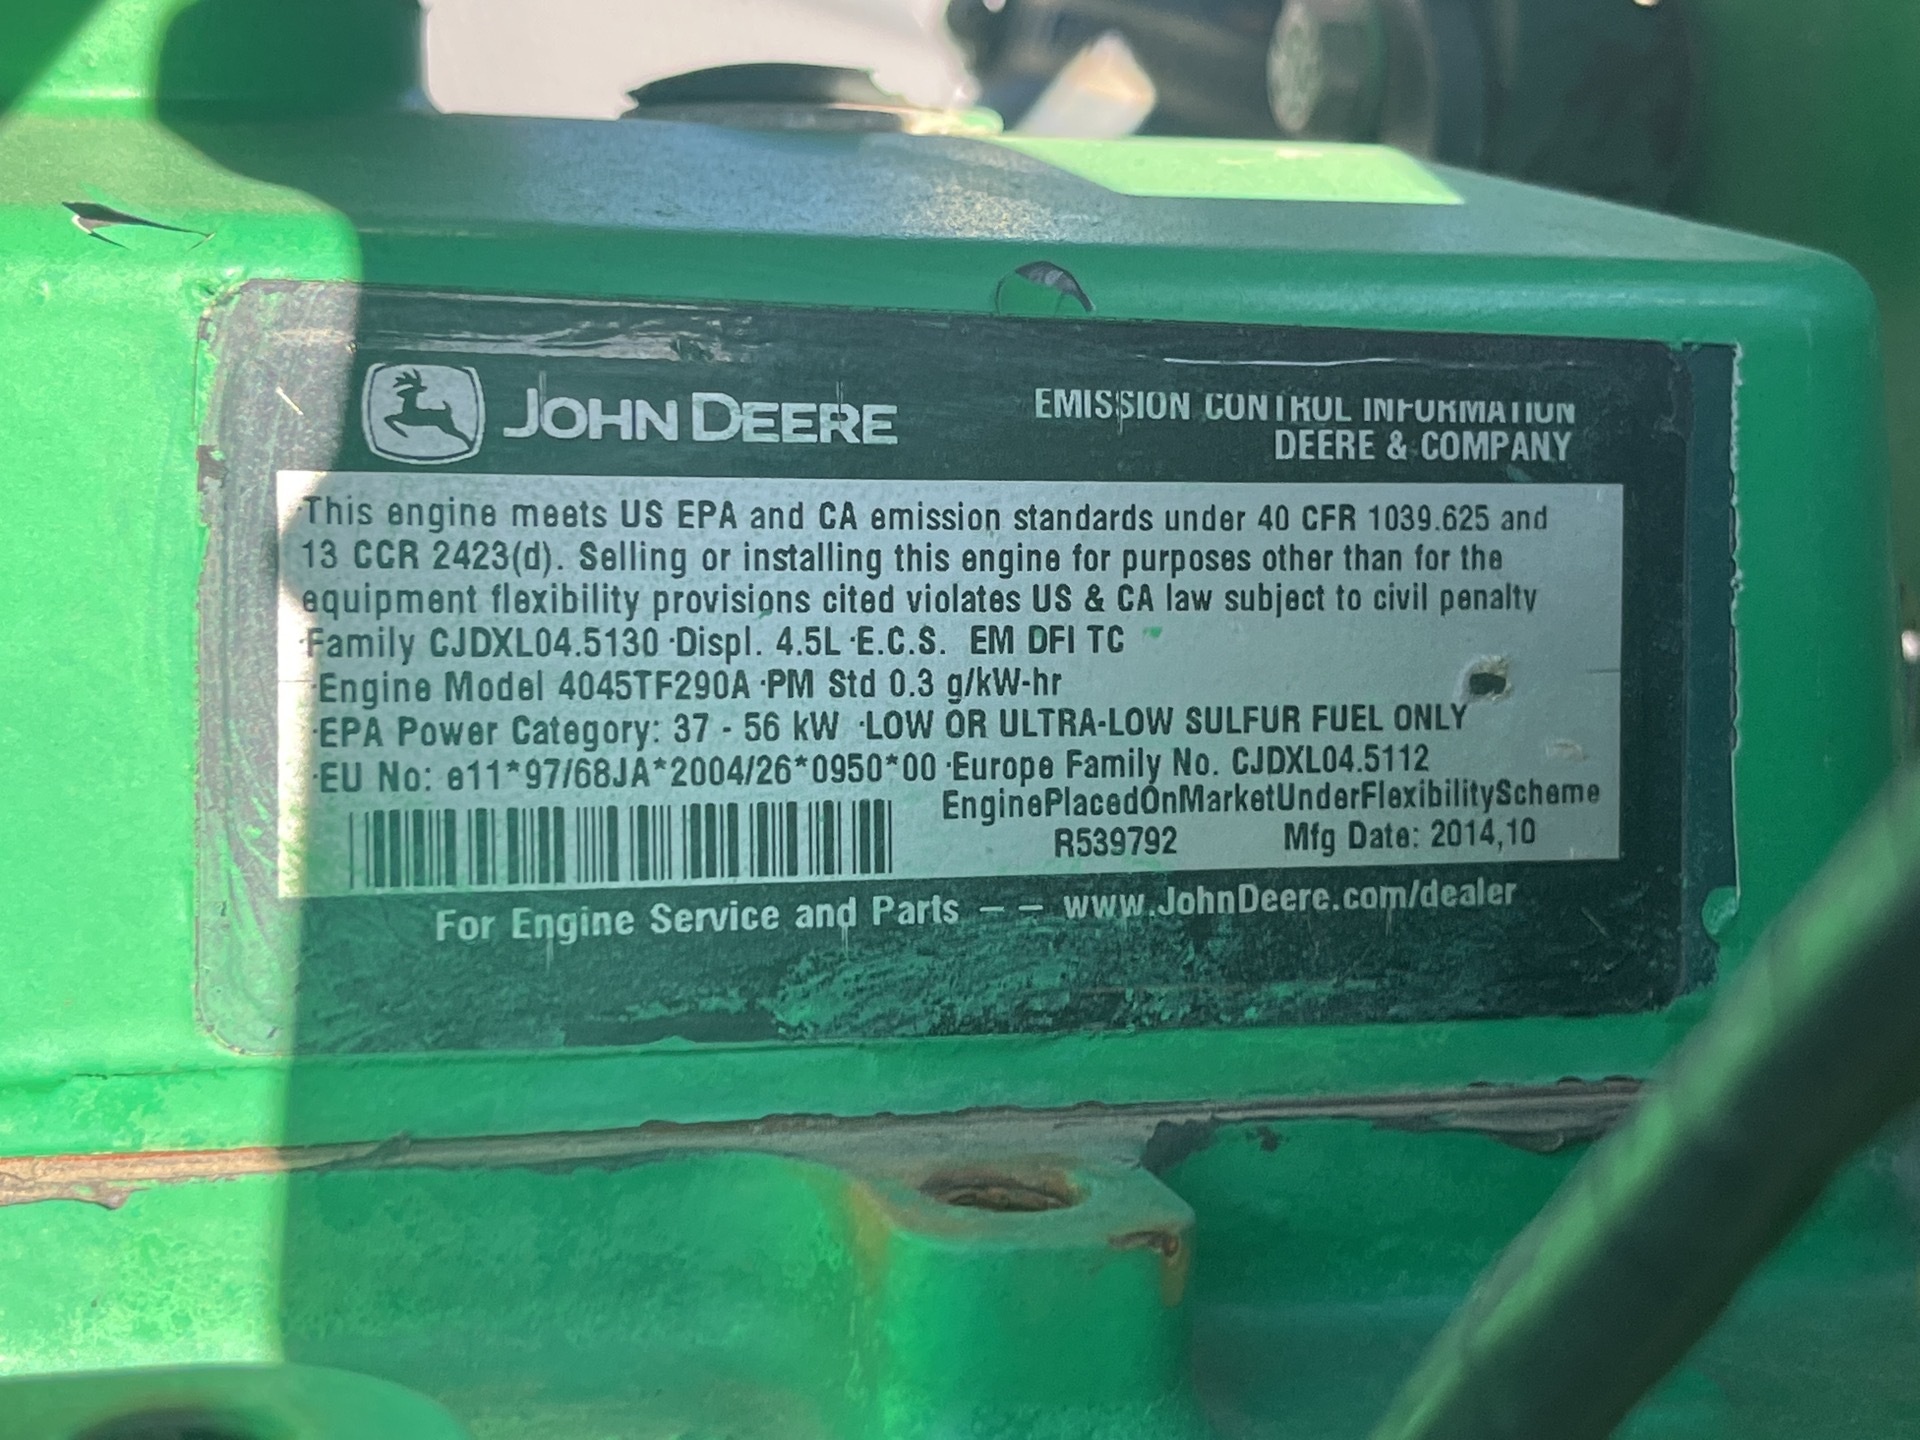 JOHN DEERE
EMISSION CONTROL INFORMATION
DEERE & COMPANY
This engine meets US EPA and CA emission standards under 40 CFR 1039.625 and
13 CCR 2423(d). Selling or installing this engine for purposes other than for the
equipment flexibility provisions cited violates US & CA law subject to civil penalty
·Family CJDXL04.5130 ·Displ. 4.5L ·E.C.S. EM DFI TC
·Engine Model 4045TF290A ·PM Std 0.3 g/kW-hr
·EPA Power Category: 37 - 56 kW ·LOW OR ULTRA-LOW SULFUR FUEL ONLY
·EU No: e11*97/68JA*2004/26*0950*00 ·Europe Family No. CJDXL04.5112
EnginePlacedOnMarketUnderFlexibilityScheme
R539792 Mfg Date: 2014,10
For Engine Service and Parts – – www.JohnDeere.com/dealer